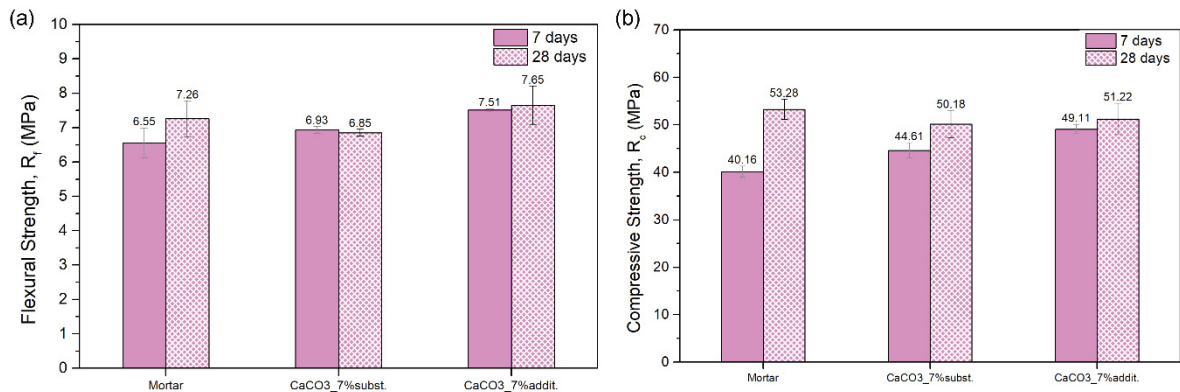 (a)
Flexural Strength, R_f (MPa)
10
9
8
7
6
5
4
3
2
1
0
7 days
28 days
6.55
7.26
6.93
6.85
7.51
7.65
Mortar
CaCO3_7%subst.
CaCO3_7%addit.
(b)
Compressive Strength, R_c (MPa)
70
60
50
40
30
20
10
0
7 days
28 days
40.16
53.28
44.61
50.18
49.11
51.22
Mortar
CaCO3_7%subst.
CaCO3_7%addit.